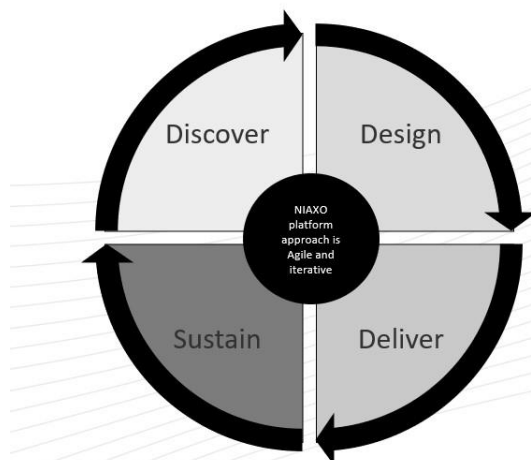 Discover
Design
NIAXO
platform
approach is
Agile and
iterative
Sustain
Deliver